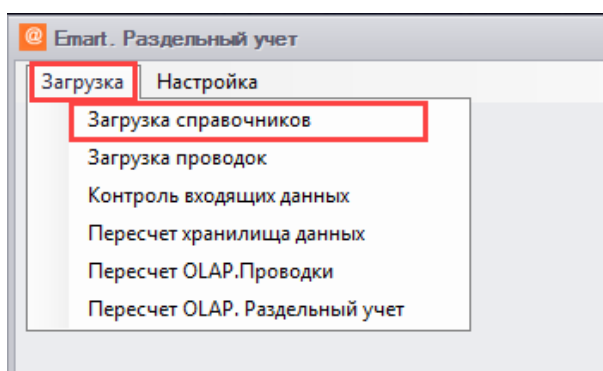 @ Emart. Раздельный учет
Загрузка Настройка
Загрузка справочников
Загрузка проводок
Контроль входящих данных
Пересчет хранилища данных
Пересчет OLAP.Проводки
Пересчет OLAP. Раздельный учет